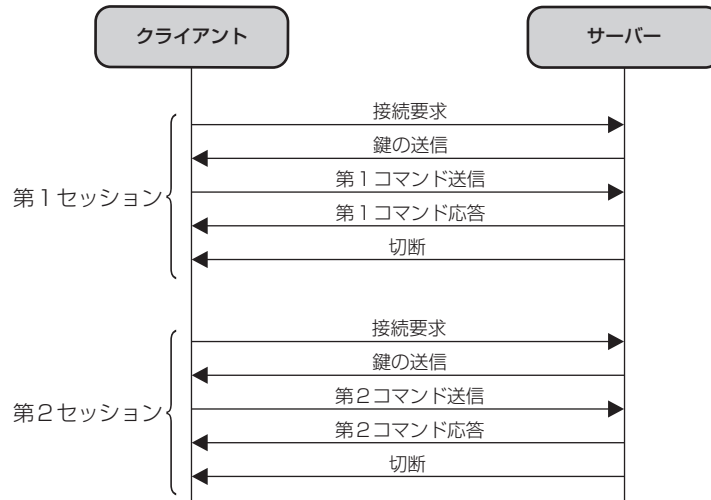 クライアント
サーバー
第1セッション
接続要求
鍵の送信
第1コマンド送信
第1コマンド応答
切断
第2セッション
接続要求
鍵の送信
第2コマンド送信
第2コマンド応答
切断